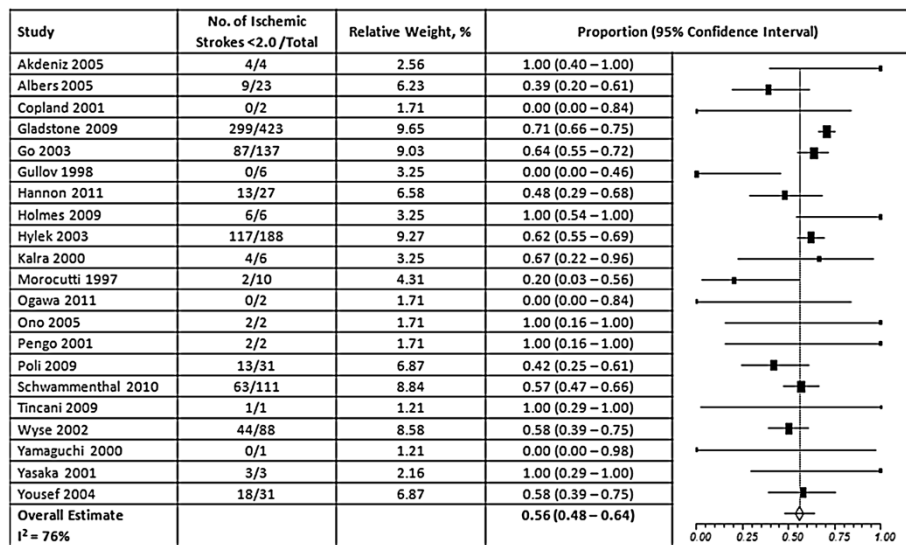 Study No. of Ischemic Strokes <2.0 /Total Relative Weight, % Proportion (95% Confidence Interval)
Akdeniz 2005 4/4 2.56 1.00 (0.40 – 1.00)
Albers 2005 9/23 6.23 0.39 (0.20 – 0.61)
Copland 2001 0/2 1.71 0.00 (0.00 – 0.84)
Gladstone 2009 299/423 9.65 0.71 (0.66 – 0.75)
Go 2003 87/137 9.03 0.64 (0.55 – 0.72)
Gullov 1998 0/6 3.25 0.00 (0.00 – 0.46)
Hannon 2011 13/27 6.58 0.48 (0.29 – 0.68)
Holmes 2009 6/6 3.25 1.00 (0.54 – 1.00)
Hylek 2003 117/188 9.27 0.62 (0.55 – 0.69)
Kalra 2000 4/6 3.25 0.67 (0.22 – 0.96)
Morocutti 1997 2/10 4.31 0.20 (0.03 – 0.56)
Ogawa 2011 0/2 1.71 0.00 (0.00 – 0.84)
Ono 2005 2/2 1.71 1.00 (0.16 – 1.00)
Pengo 2001 2/2 1.71 1.00 (0.16 – 1.00)
Poli 2009 13/31 6.87 0.42 (0.25 – 0.61)
Schwammenthal 2010 63/111 8.84 0.57 (0.47 – 0.66)
Tincani 2009 1/1 1.21 1.00 (0.29 – 1.00)
Wyse 2002 44/88 8.58 0.58 (0.39 – 0.75)
Yamaguchi 2000 0/1 1.21 0.00 (0.00 – 0.98)
Yasaka 2001 3/3 2.16 1.00 (0.29 – 1.00)
Yousef 2004 18/31 6.87 0.58 (0.39 – 0.75)
Overall Estimate 0.56 (0.48 – 0.64)
I² = 76%
0.00 0.25 0.50 0.75 1.00